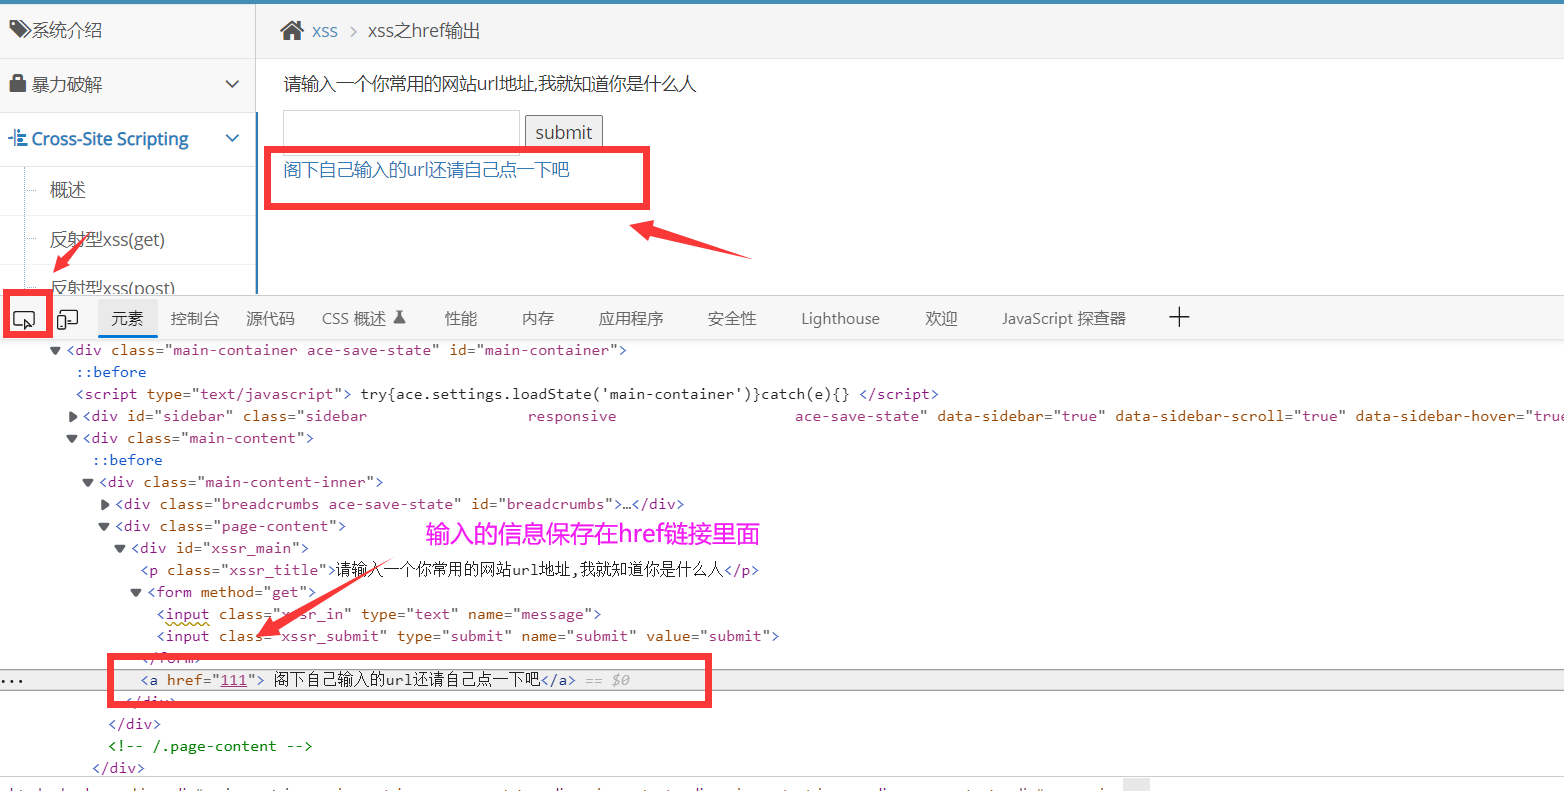 系统介绍
xss > xss之href输出
暴力破解
请输入一个你常用的网站url地址,我就知道你是什么人
Cross-Site Scripting
submit
阁下自己输入的url还请自己点一下吧
概述
反射型xss(get)
反射型xss(post)
元素 控制台 源代码 CSS 概述 性能 内存 应用程序 安全性 Lighthouse 欢迎 JavaScript 探查器 +
<div class="main-container ace-save-state" id="main-container">
::before
<script type="text/javascript"> try{ace.settings.loadState('main-container')}catch(e){} </script>
<div id="sidebar" class="sidebar responsive ace-save-state" data-sidebar="true" data-sidebar-scroll="true" data-sidebar-hover="true
<div class="main-content">
::before
<div class="main-content-inner">
<div class="breadcrumbs ace-save-state" id="breadcrumbs">…</div>
<div class="page-content">
输入的信息保存在href链接里面
<div id="xssr_main">
<p class="xssr_title">请输入一个你常用的网站url地址,我就知道你是什么人</p>
<form method="get">
<input class="xssr_in" type="text" name="message">
<input class="xssr_submit" type="submit" name="submit" value="submit">
</form>
... <a href="111"> 阁下自己输入的url还请自己点一下吧</a> == $0
</div>
</div>
<!-- /.page-content -->
</div>